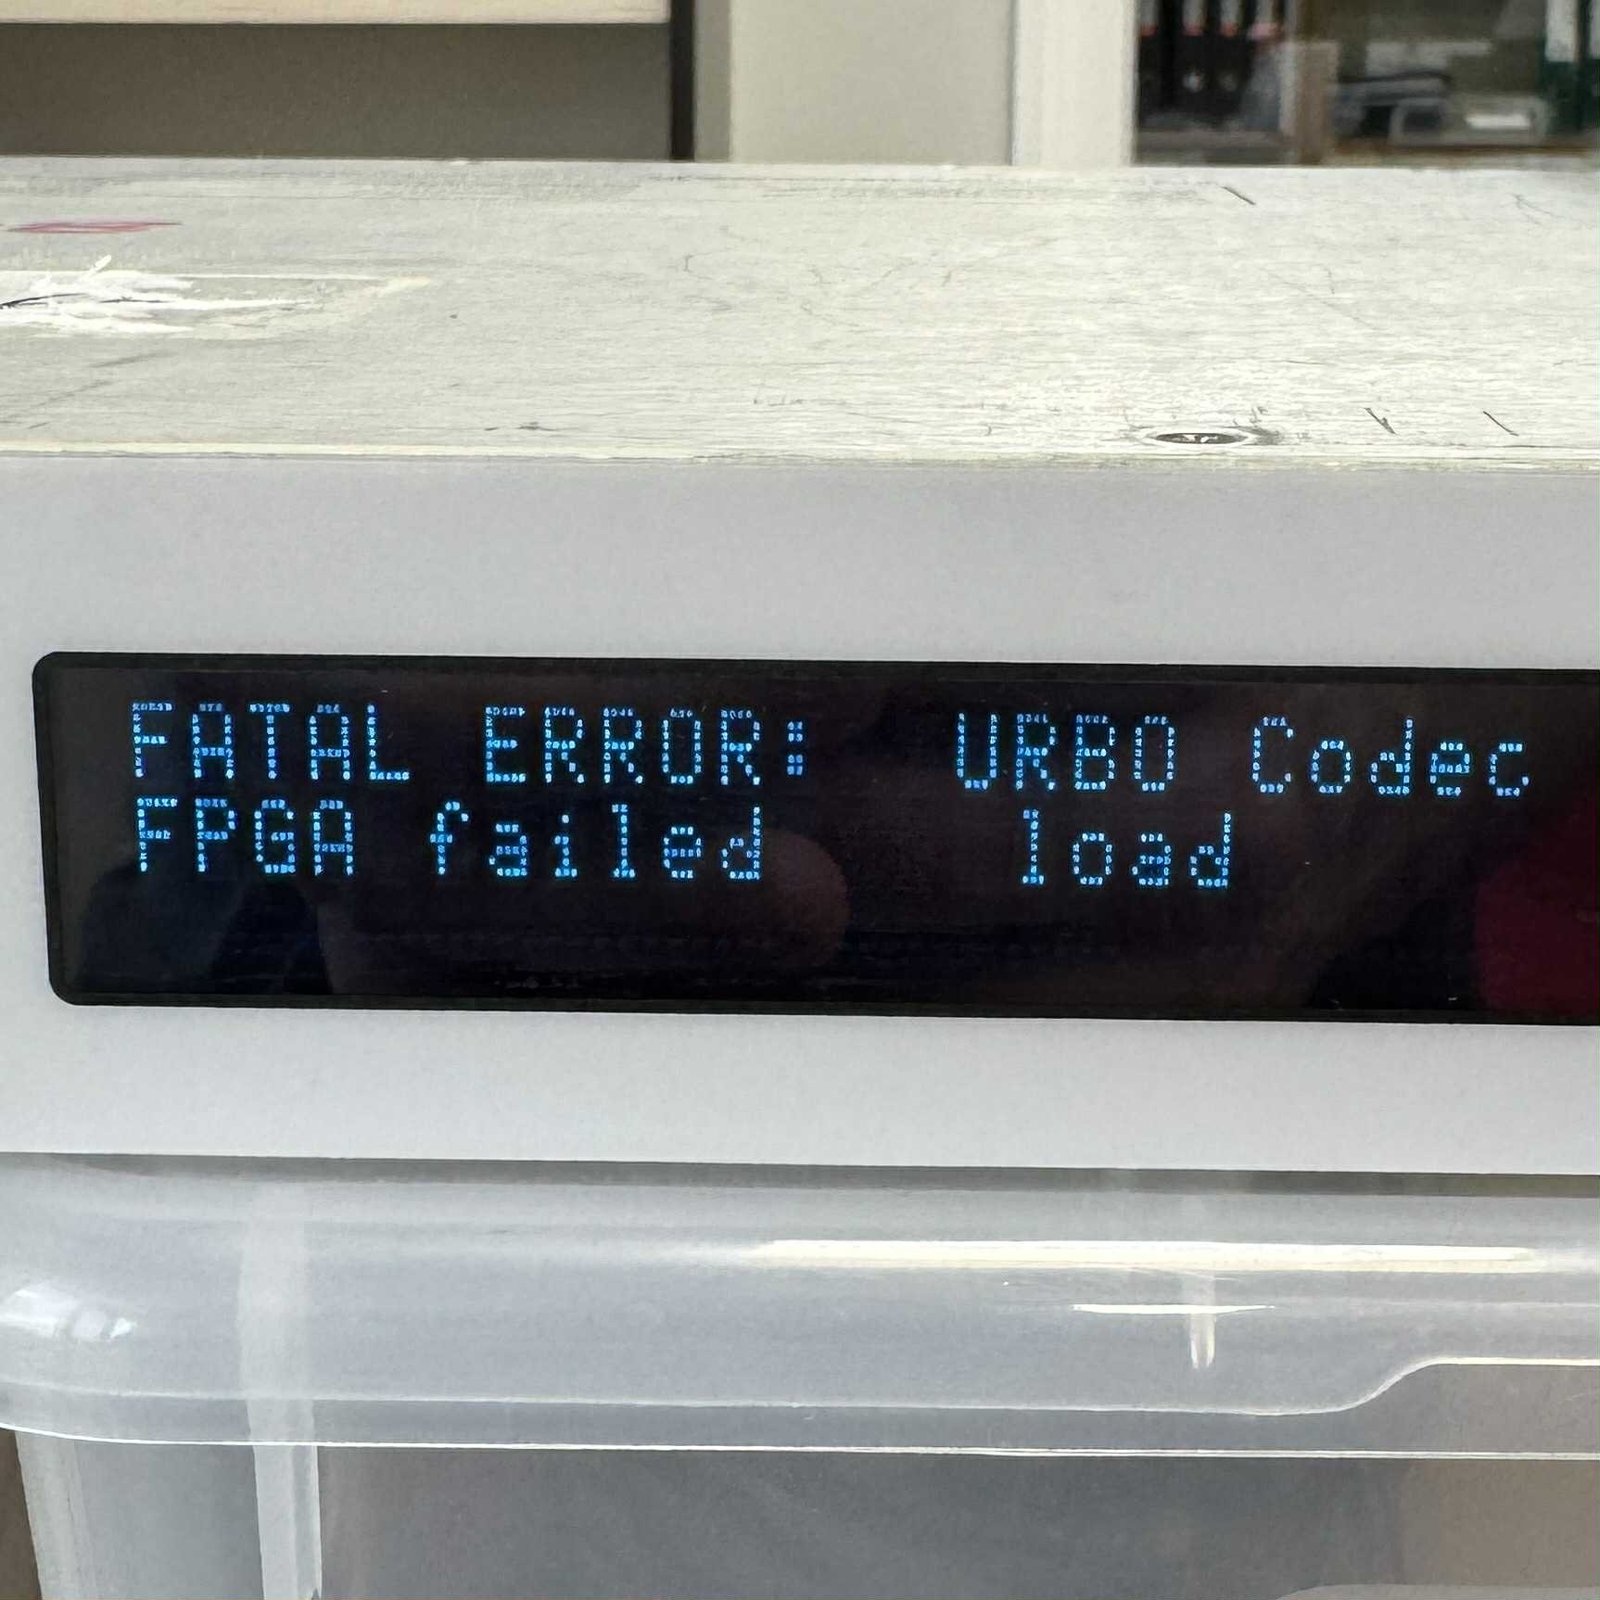 FATAL ERROR: URBO Codec
FPGA failed load